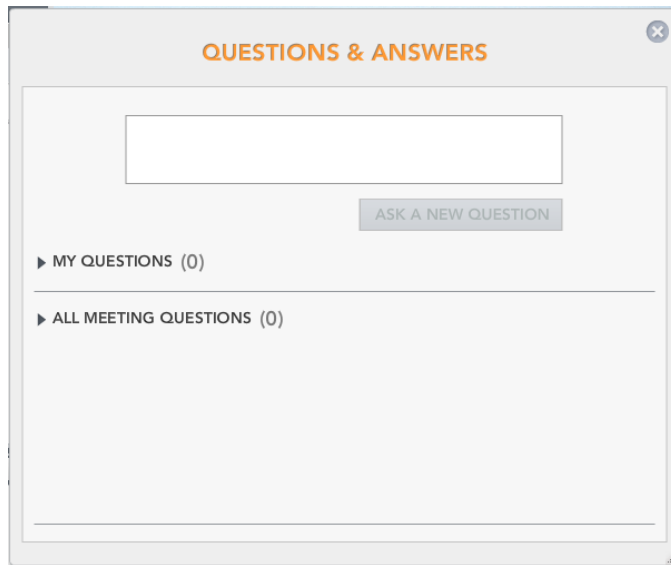 QUESTIONS & ANSWERS
ASK A NEW QUESTION
MY QUESTIONS (0)
ALL MEETING QUESTIONS (0)